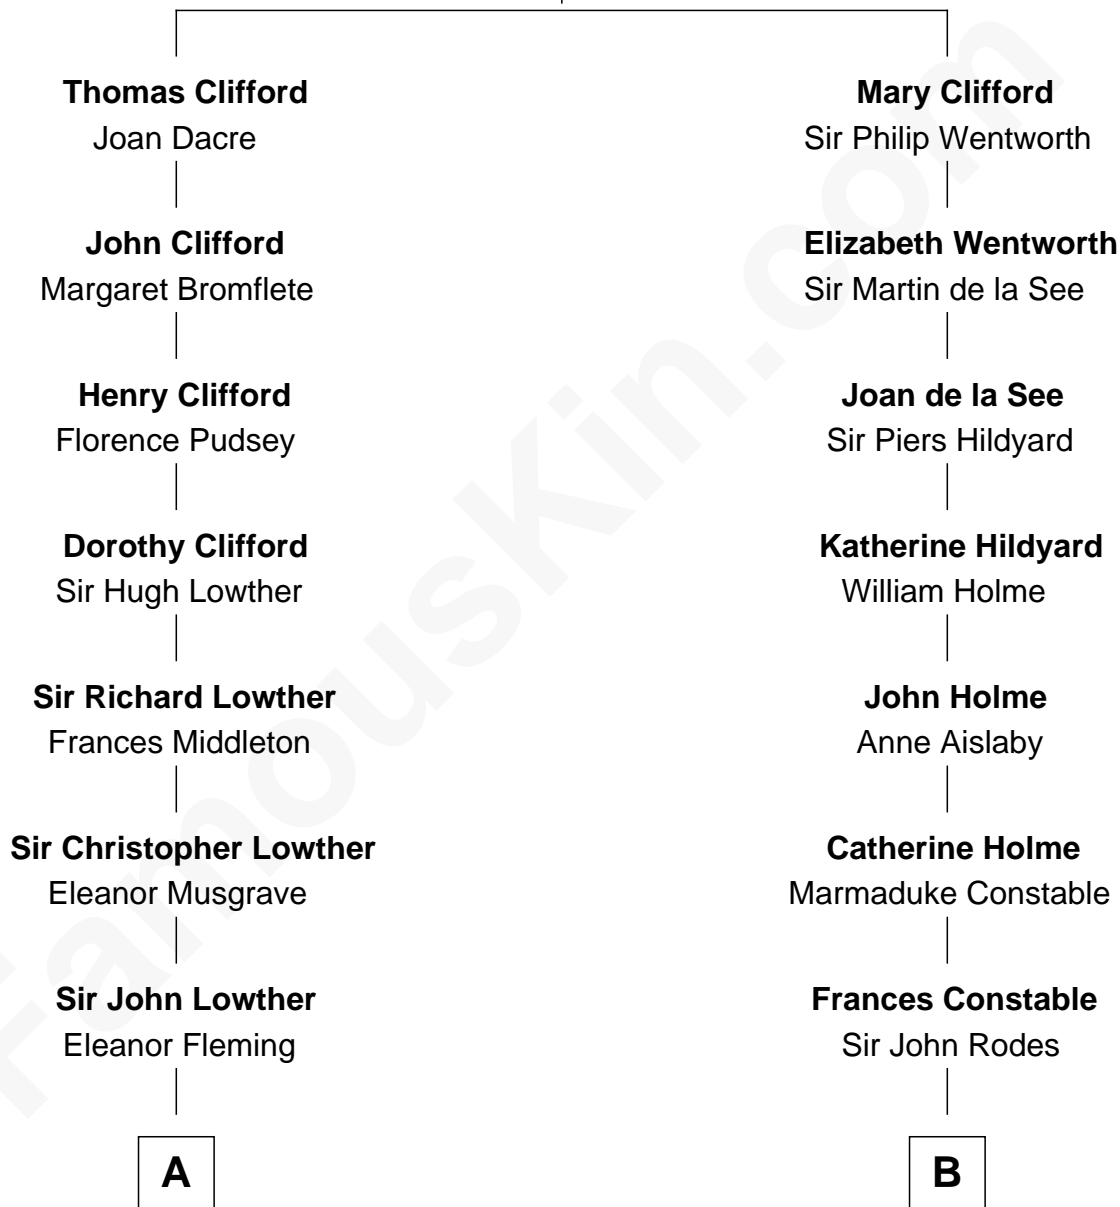 Thomas Clifford
Joan Dacre
John Clifford
Margaret Bromflete
Henry Clifford
Florence Pudsey
Dorothy Clifford
Sir Hugh Lowther
Sir Richard Lowther
Frances Middleton
Sir Christopher Lowther
Eleanor Musgrave
Sir John Lowther
Eleanor Fleming
A
Mary Clifford
Sir Philip Wentworth
Elizabeth Wentworth
Sir Martin de la See
Joan de la See
Sir Piers Hildyard
Katherine Hildyard
William Holme
John Holme
Anne Aislaby
Catherine Holme
Marmaduke Constable
Frances Constable
Sir John Rodes
B
FamousKin.com